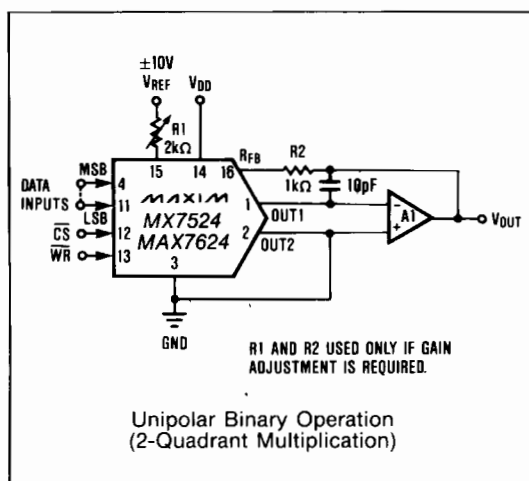 ±10V
VREF
VDD
R1
2kΩ
RFB
R2
1kΩ
10pF
15
14
16
MSB
DATA
INPUTS
LSB
4
11
MAXIM
MX7524
MAX7624
1
OUT1
2
OUT2
A1
VOUT
CS
12
WR
13
3
GND
R1 AND R2 USED ONLY IF GAIN
ADJUSTMENT IS REQUIRED.
Unipolar Binary Operation
(2-Quadrant Multiplication)